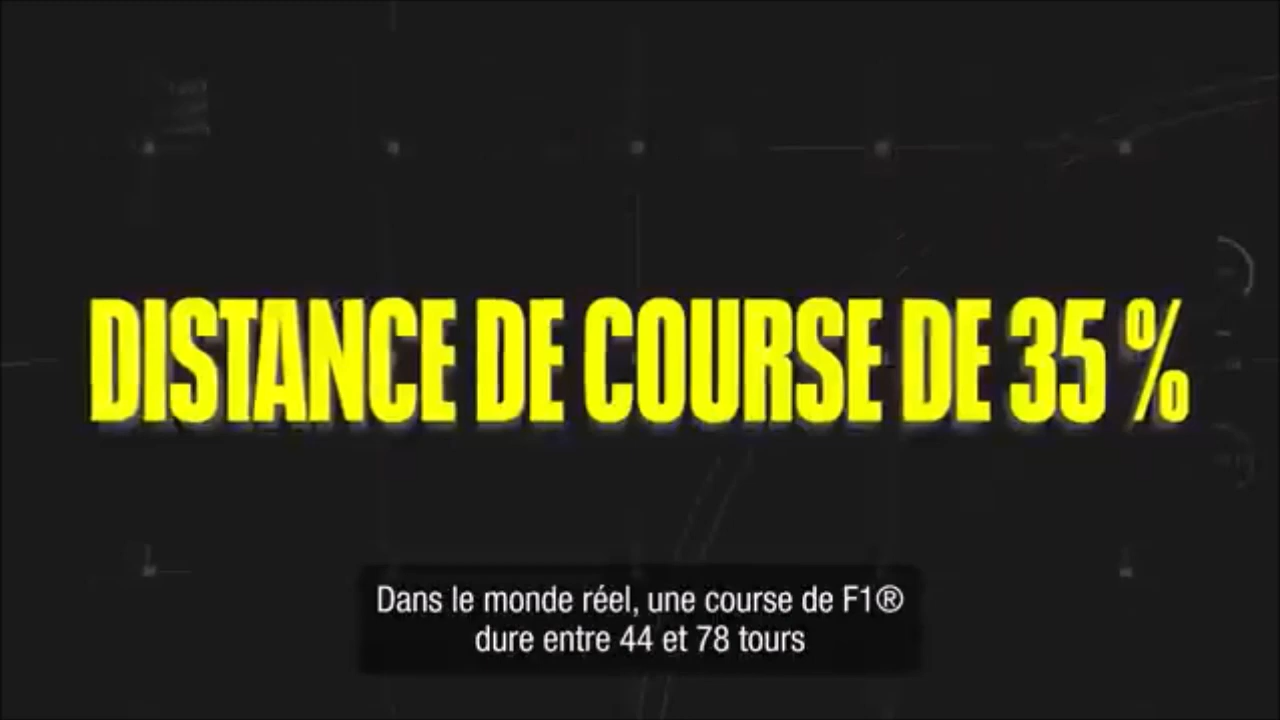 DISTANCE DE COURSE DE 35 %
Dans le monde réel, une course de F1®
dure entre 44 et 78 tours